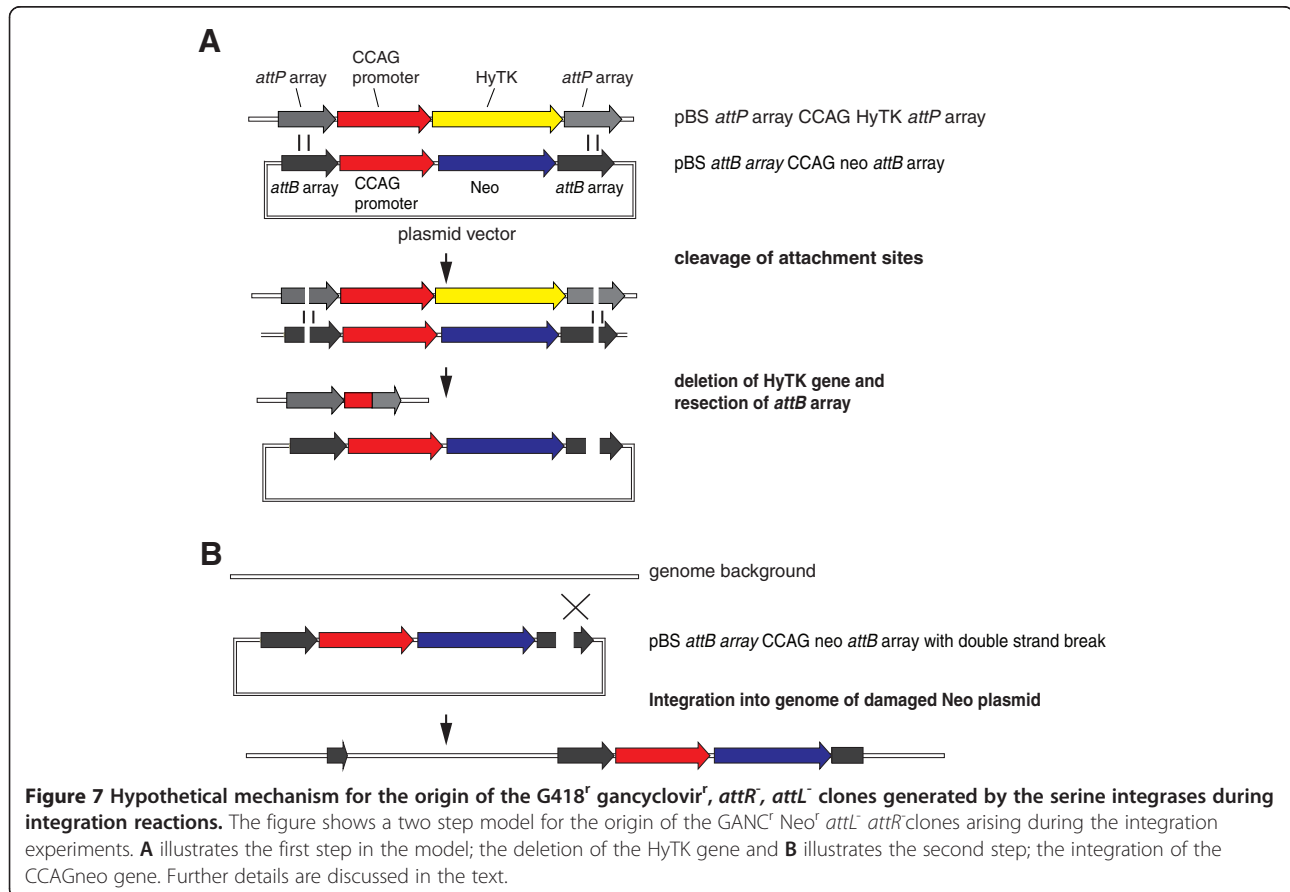 A
attP array
CCAG
promoter
HyTK
attP array
pBS attP array CCAG HyTK attP array
pBS attB array CCAG neo attB array
attB array
CCAG
promoter
Neo
attB array
plasmid vector
cleavage of attachment sites
deletion of HyTK gene and
resection of attB array
B
genome background
pBS attB array CCAG neo attB array with double strand break
Integration into genome of damaged Neo plasmid
Figure 7 Hypothetical mechanism for the origin of the G418ʳ gancyclovirʳ, attR⁻, attL⁻ clones generated by the serine integrases during
integration reactions. The figure shows a two step model for the origin of the GANCʳ Neoʳ attL⁻ attR⁻clones arising during the integration
experiments. A illustrates the first step in the model; the deletion of the HyTK gene and B illustrates the second step; the integration of the
CCAGneo gene. Further details are discussed in the text.